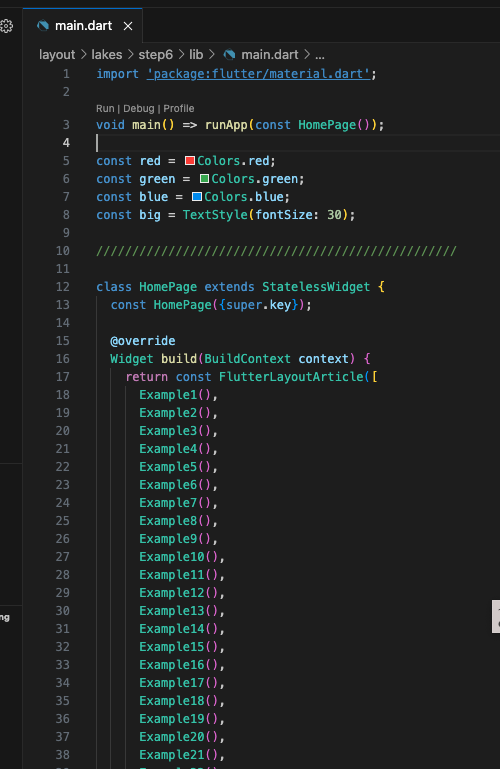 main.dart
layout > lakes > step6 > lib > main.dart > ...
1 import 'package:flutter/material.dart';
2
Run | Debug | Profile
3 void main() => runApp(const HomePage());
4
5 const red = Colors.red;
6 const green = Colors.green;
7 const blue = Colors.blue;
8 const big = TextStyle(fontSize: 30);
9
10 //////////////////////////////////////////////////
11
12 class HomePage extends StatelessWidget {
13 const HomePage({super.key});
14
15 @override
16 Widget build(BuildContext context) {
17 return const FlutterLayoutArticle([
18 Example1(),
19 Example2(),
20 Example3(),
21 Example4(),
22 Example5(),
23 Example6(),
24 Example7(),
25 Example8(),
26 Example9(),
27 Example10(),
28 Example11(),
29 Example12(),
ng
30 Example13(),
31 Example14(),
32 Example15(),
33 Example16(),
34 Example17(),
35 Example18(),
36 Example19(),
37 Example20(),
38 Example21(),